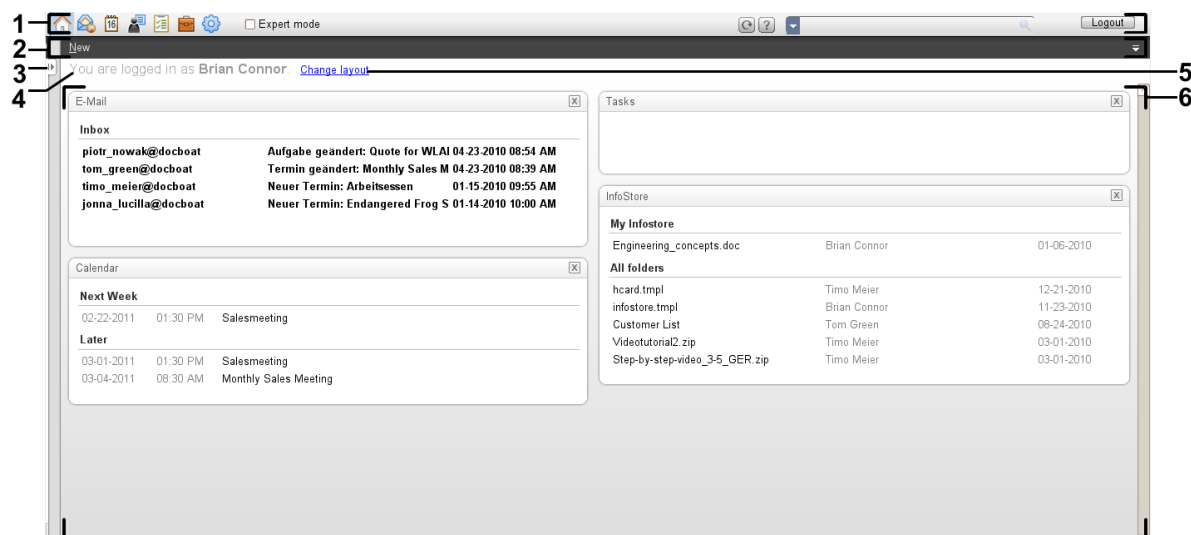 1
16
Expert mode
?
Logout
2
New
3
4
You are logged in as Brian Connor. Change layout
5
6
E-Mail X
Inbox
piotr_nowak@docboat Aufgabe geändert: Quote for WLAI 04-23-2010 08:54 AM
tom_green@docboat Termin geändert: Monthly Sales M 04-23-2010 08:39 AM
timo_meier@docboat Neuer Termin: Arbeitsessen 01-15-2010 09:55 AM
jonna_lucilla@docboat Neuer Termin: Endangered Frog S 01-14-2010 10:00 AM
Calendar X
Next Week
02-22-2011 01:30 PM Salesmeeting
Later
03-01-2011 01:30 PM Salesmeeting
03-04-2011 08:30 AM Monthly Sales Meeting
Tasks X
InfoStore X
My Infostore
Engineering_concepts.doc Brian Connor 01-06-2010
All folders
hcard.tmpl Timo Meier 12-21-2010
infostore.tmpl Brian Connor 11-23-2010
Customer List Tom Green 08-24-2010
Videotutorial2.zip Timo Meier 03-01-2010
Step-by-step-video_3-5_GER.zip Timo Meier 03-01-2010